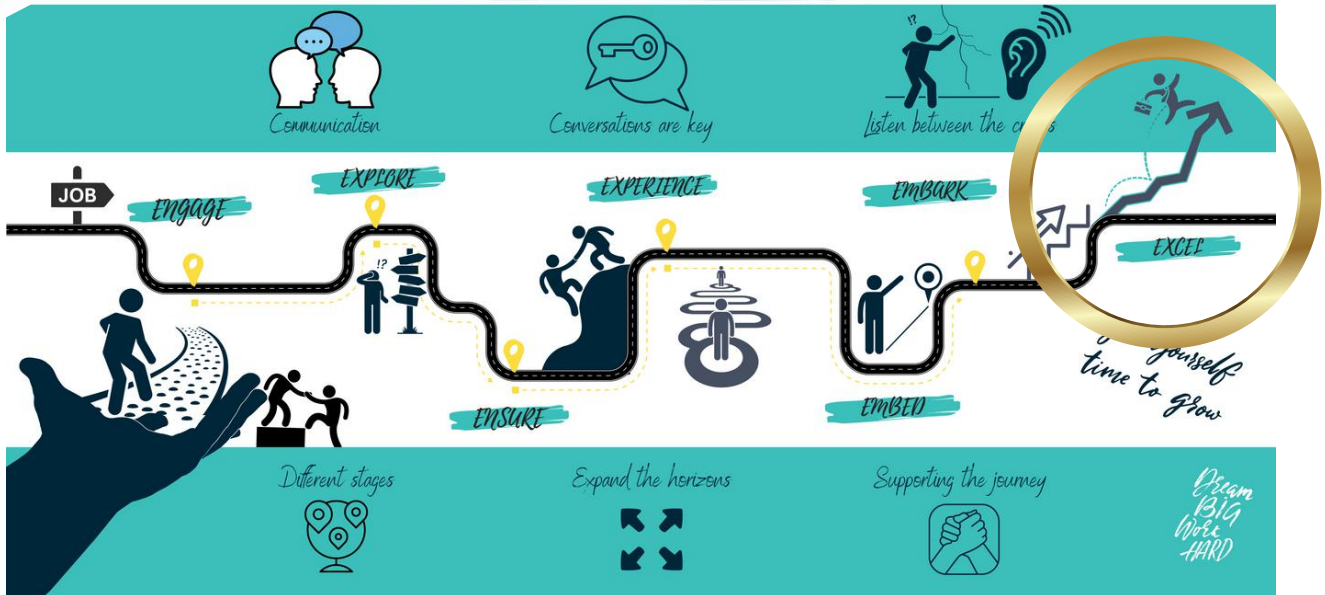 !?
Communication
Conversations are key
Listen between the
JOB
ENGAGE
EXPLORE
EXPERIENCE
EMBARK
EXCEL
!?
yourself
time to grow
ENSURE
EMBED
Different stages
Expand the horizons
Supporting the journey
Dream
BIG
Work
HARD